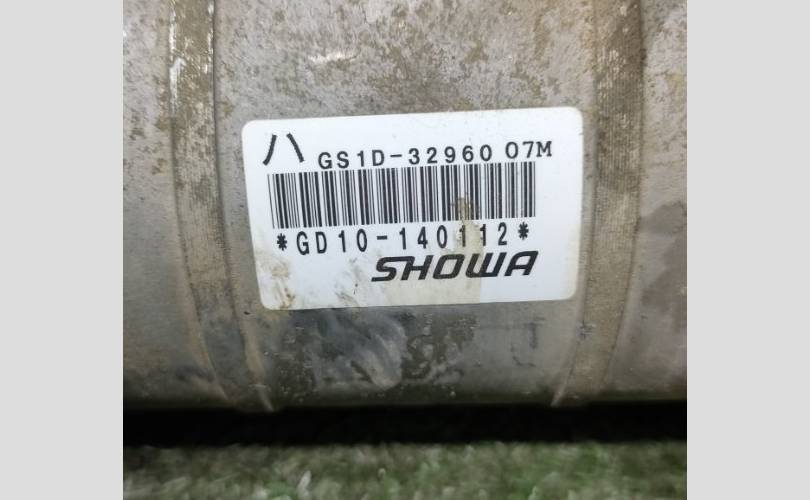 ハ GS1D-32960 07M
*GD10-140112*
SHOWA